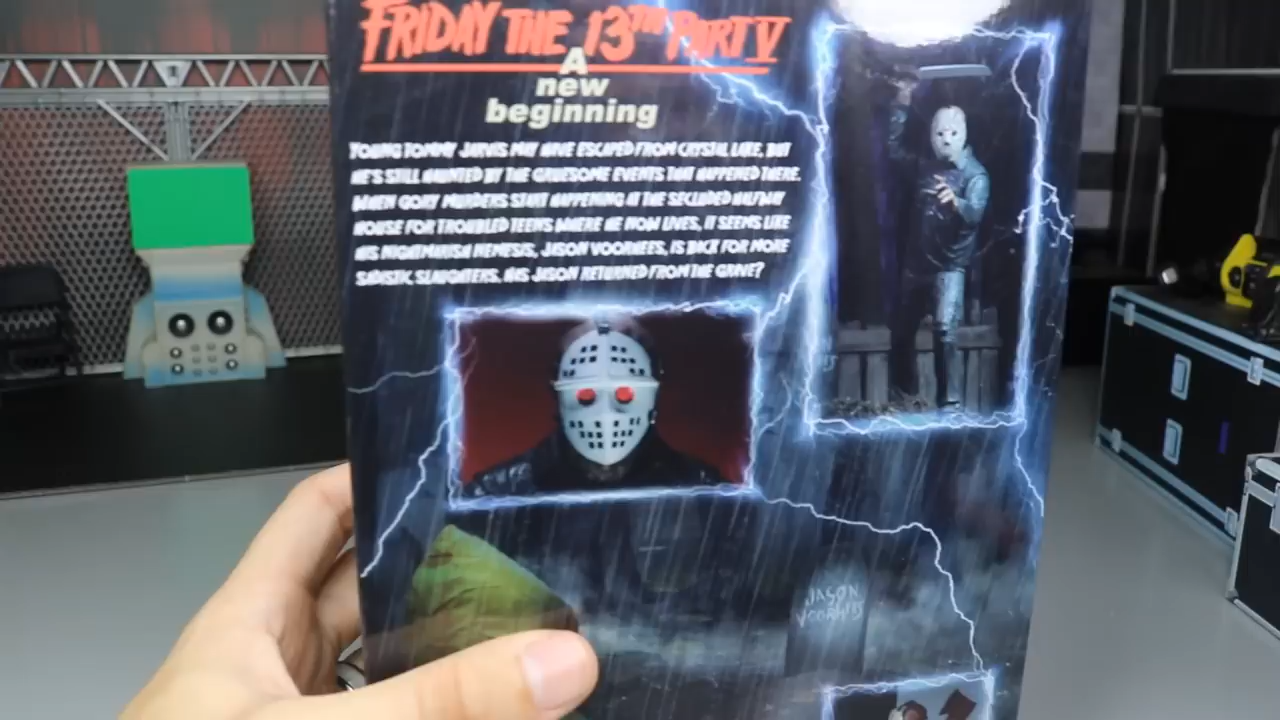 FRIDAY THE 13TH PART V
A
new
beginning
YOUNG TOMMY JARVIS MAY HAVE ESCAPED FROM CRYSTAL LAKE, BUT
HE'S STILL HAUNTED BY THE GRUESOME EVENTS THAT HAPPENED THERE.
WHEN GORY MURDERS START HAPPENING AT THE SECLUDED HALFWAY
HOUSE FOR TROUBLED TEENS WHERE HE NOW LIVES, IT SEEMS LIKE
HIS NIGHTMARISH NEMESIS, JASON VOORHEES, IS BACK FOR MORE
SADISTIC SLAUGHTERS. HAS JASON RETURNED FROM THE GRAVE?
JASON
VOORHEES